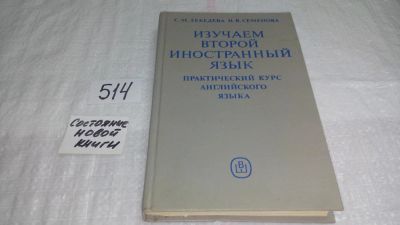 С.М. ЛЕБЕДЕВА Н.В. СЕМЕНОВА
ИЗУЧАЕМ
ВТОРОЙ
ИНОСТРАННЫЙ
ЯЗЫК
ПРАКТИЧЕСКИЙ КУРС
АНГЛИЙСКОГО
ЯЗЫКА
514
Состояние
новой
книги